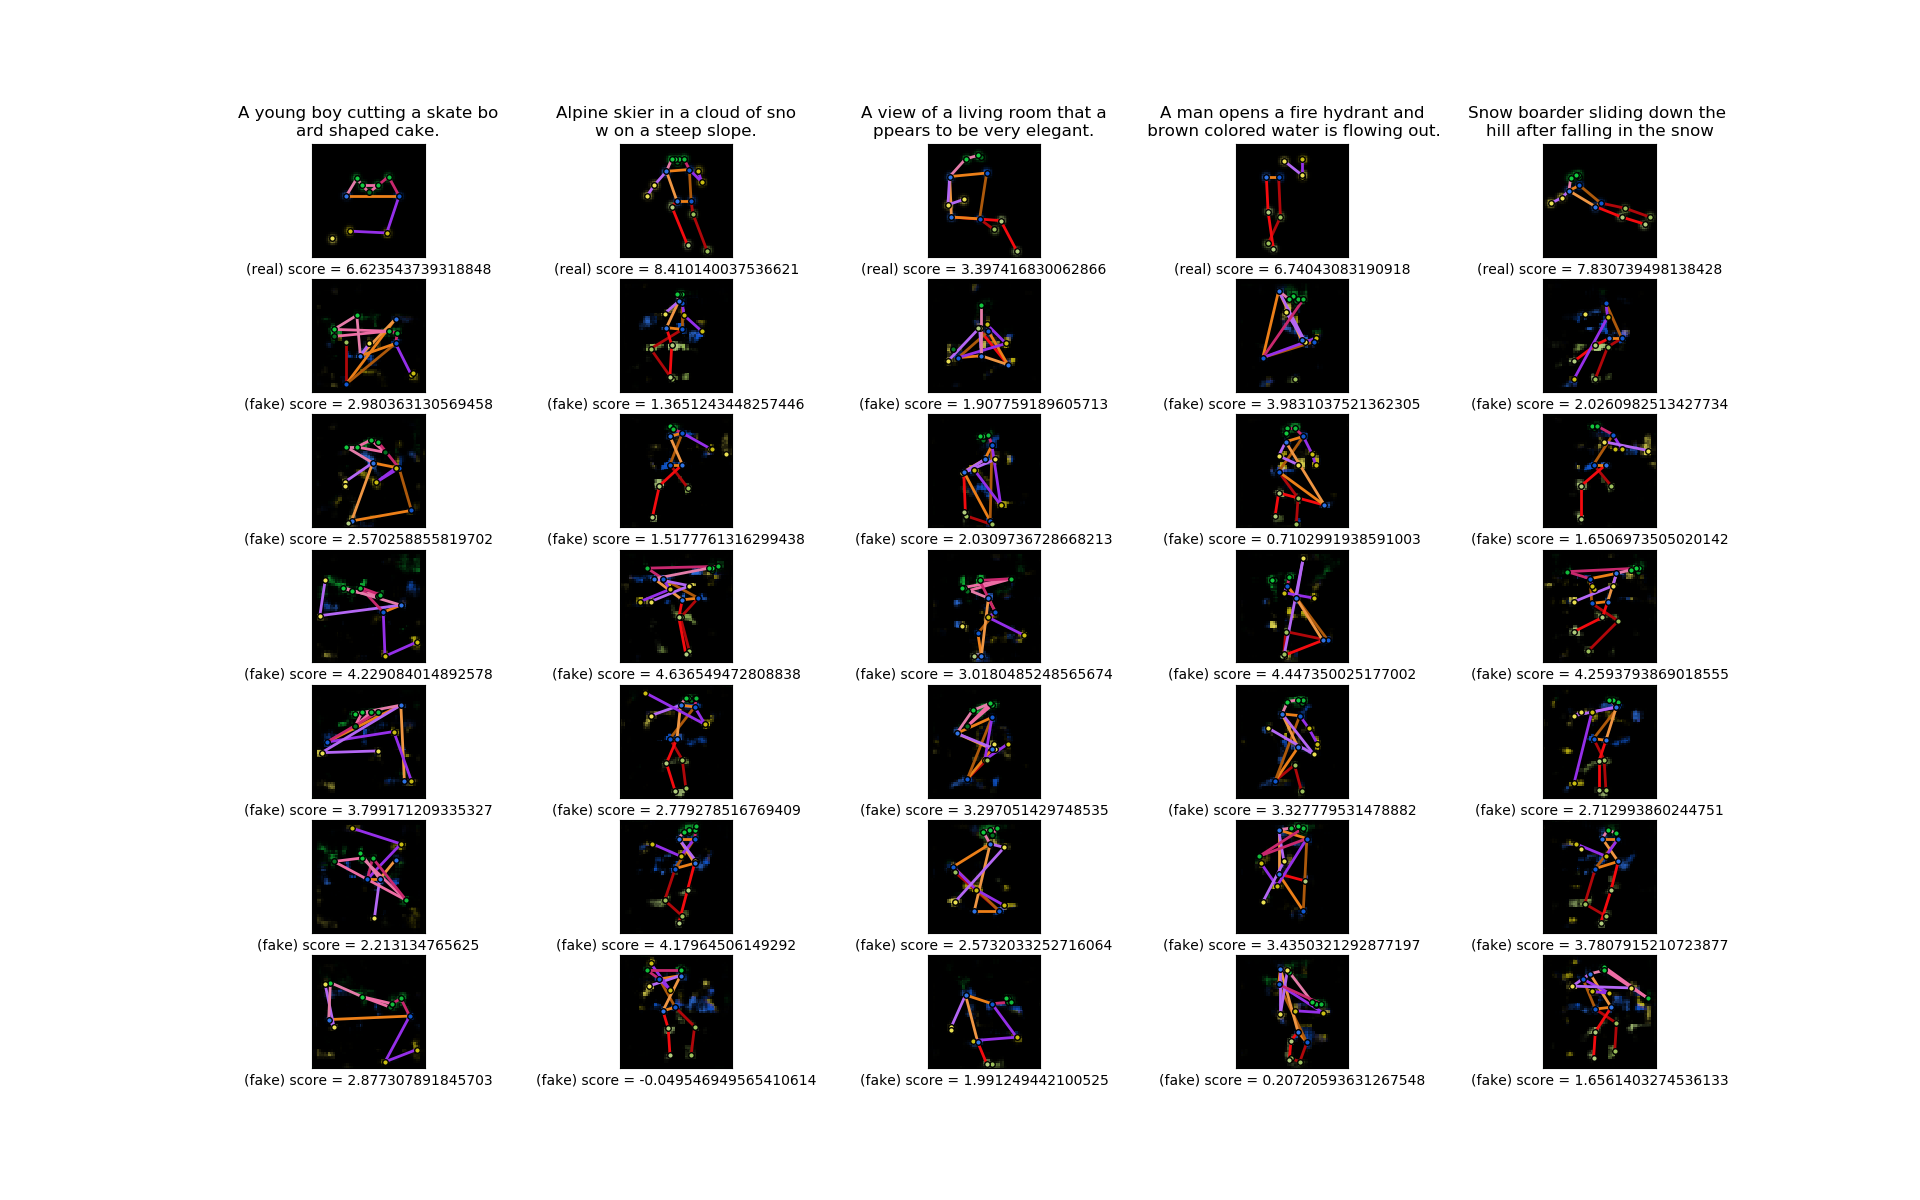 A young boy cutting a skate bo
ard shaped cake.
Alpine skier in a cloud of sno
w on a steep slope.
A view of a living room that a
ppears to be very elegant.
A man opens a fire hydrant and
brown colored water is flowing out.
Snow boarder sliding down the
hill after falling in the snow
(real) score = 6.623543739318848
(real) score = 8.410140037536621
(real) score = 3.397416830062866
(real) score = 6.74043083190918
(real) score = 7.830739498138428
(fake) score = 2.980363130569458
(fake) score = 1.3651243448257446
(fake) score = 1.907759189605713
(fake) score = 3.9831037521362305
(fake) score = 2.0260982513427734
(fake) score = 2.570258855819702
(fake) score = 1.5177761316299438
(fake) score = 2.0309736728668213
(fake) score = 0.7102991938591003
(fake) score = 1.6506973505020142
(fake) score = 4.229084014892578
(fake) score = 4.636549472808838
(fake) score = 3.0180485248565674
(fake) score = 4.447350025177002
(fake) score = 4.2593793869018555
(fake) score = 3.799171209335327
(fake) score = 2.779278516769409
(fake) score = 3.297051429748535
(fake) score = 3.327779531478882
(fake) score = 2.712993860244751
(fake) score = 2.213134765625
(fake) score = 4.17964506149292
(fake) score = 2.5732033252716064
(fake) score = 3.4350321292877197
(fake) score = 3.7807915210723877
(fake) score = 2.877307891845703
(fake) score = -0.049546949565410614
(fake) score = 1.991249442100525
(fake) score = 0.20720593631267548
(fake) score = 1.6561403274536133